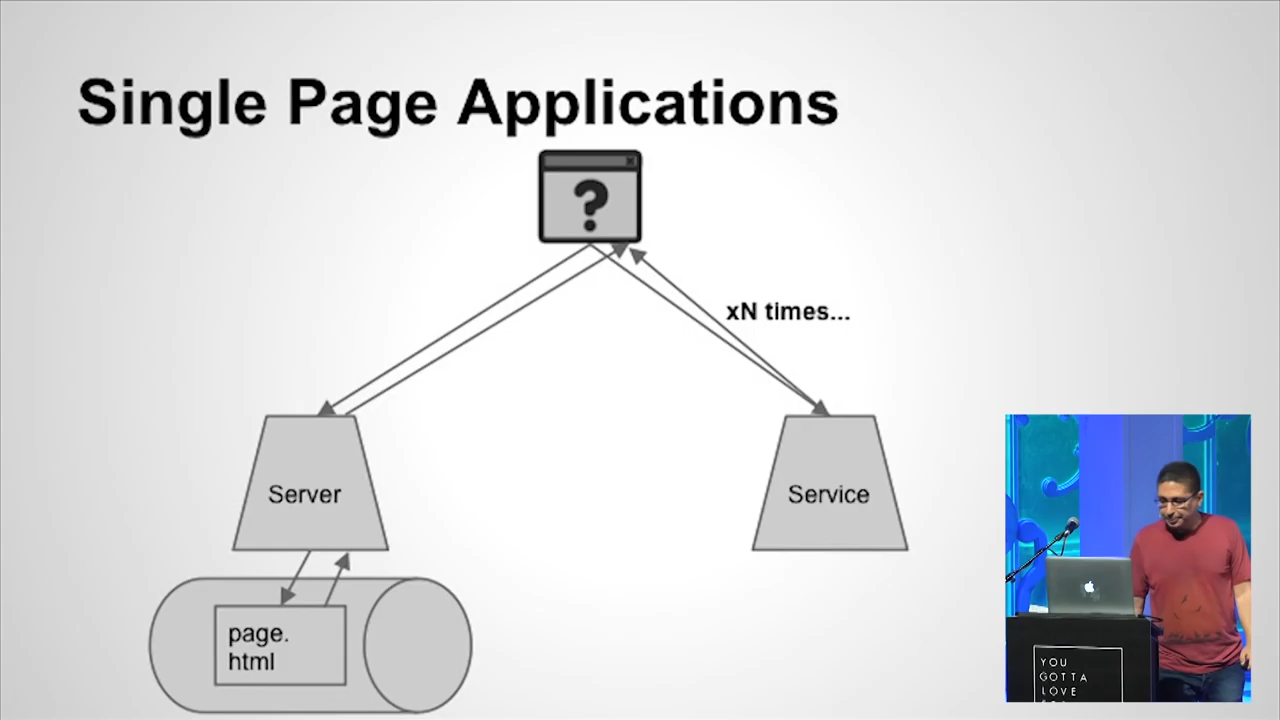 Single Page Applications
?
xN times...
Server
Service
page.
html
YOU
GOTTA
LOVE